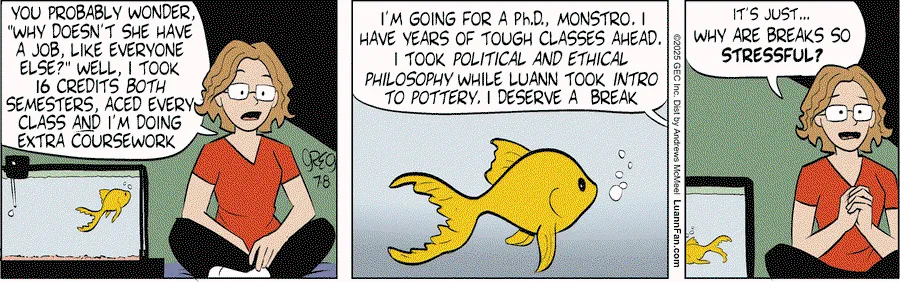 YOU PROBABLY WONDER,
"WHY DOESN'T SHE HAVE
A JOB, LIKE EVERYONE
ELSE?" WELL, I TOOK
16 CREDITS BOTH
SEMESTERS, ACED EVERY
CLASS AND I'M DOING
EXTRA COURSEWORK
GREG
7-8
I'M GOING FOR A Ph.D., MONSTRO. I
HAVE YEARS OF TOUGH CLASSES AHEAD.
I TOOK POLITICAL AND ETHICAL
PHILOSOPHY WHILE LUANN TOOK INTRO
TO POTTERY. I DESERVE A BREAK
©2025 GEC Inc. Dist by Andrews McMeel LuannFan.com
IT'S JUST...
WHY ARE BREAKS SO
STRESSFUL?